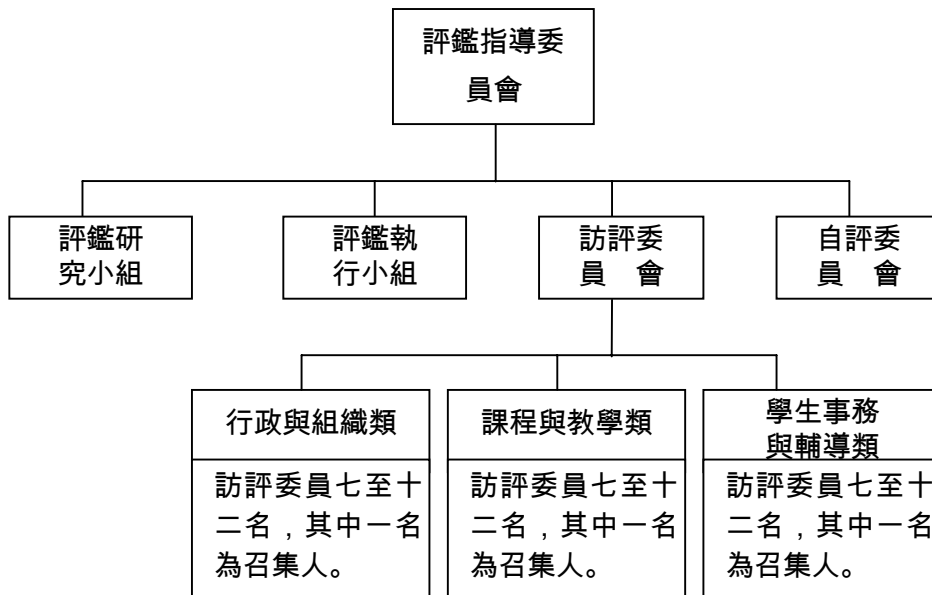 評鑑指導委
員會
評鑑研
究小組
評鑑執
行小組
訪評委
員 會
自評委
員 會
行政與組織類
訪評委員七至十
二名，其中一名
為召集人。
課程與教學類
訪評委員七至十
二名，其中一名
為召集人。
學生事務
與輔導類
訪評委員七至十
二名，其中一名
為召集人。